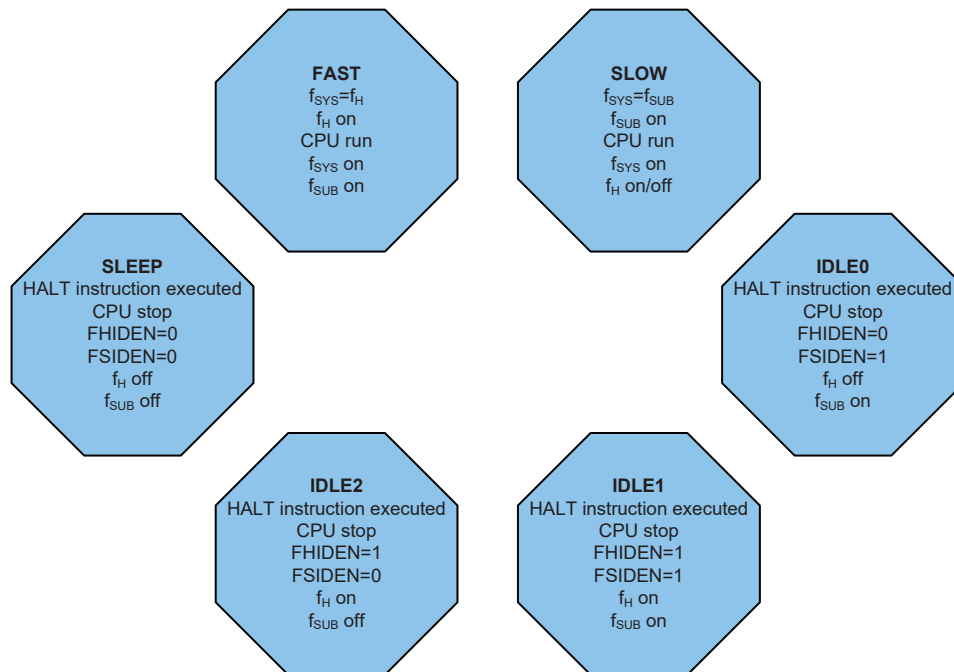 FAST
fSYS=fH
fH on
CPU run
fSYS on
fSUB on
SLOW
fSYS=fSUB
fSUB on
CPU run
fSYS on
fH on/off
SLEEP
HALT instruction executed
CPU stop
FHIDEN=0
FSIDEN=0
fH off
fSUB off
IDLE0
HALT instruction executed
CPU stop
FHIDEN=0
FSIDEN=1
fH off
fSUB on
IDLE2
HALT instruction executed
CPU stop
FHIDEN=1
FSIDEN=0
fH on
fSUB off
IDLE1
HALT instruction executed
CPU stop
FHIDEN=1
FSIDEN=1
fH on
fSUB on